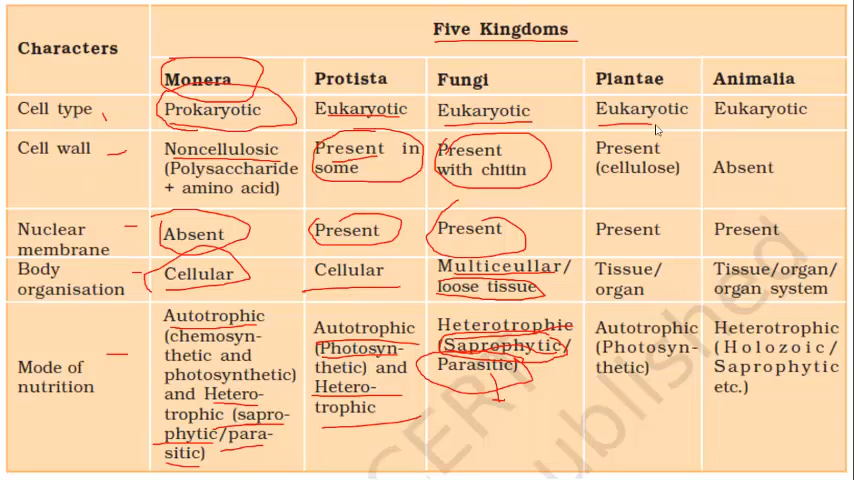 Five Kingdoms
Characters
Monera Protista Fungi Plantae Animalia
Cell type Prokaryotic Eukaryotic Eukaryotic Eukaryotic Eukaryotic
Cell wall
Noncellulosic
(Polysaccharide
+ amino acid)
Present in
some
Present
with chitin
Present
(cellulose)
Absent
Nuclear
membrane
Absent
Present
Present
Present
Present
Body
organisation
Cellular
Cellular
Multiceullar/
loose tissue
Tissue/
organ
Tissue/organ/
organ system
Mode of
nutrition
Autotrophic
(chemosyn-
thetic and
photosynthetic)
and Hetero-
trophic (sapro-
phytic/para-
sitic)
Autotrophic
(Photosyn-
thetic) and
Hetero-
trophic
Heterotrophic
(Saprophytic/
Parasitic)
Autotrophic
(Photosyn-
thetic)
Heterotrophic
(Holozoic/
Saprophytic
etc.)